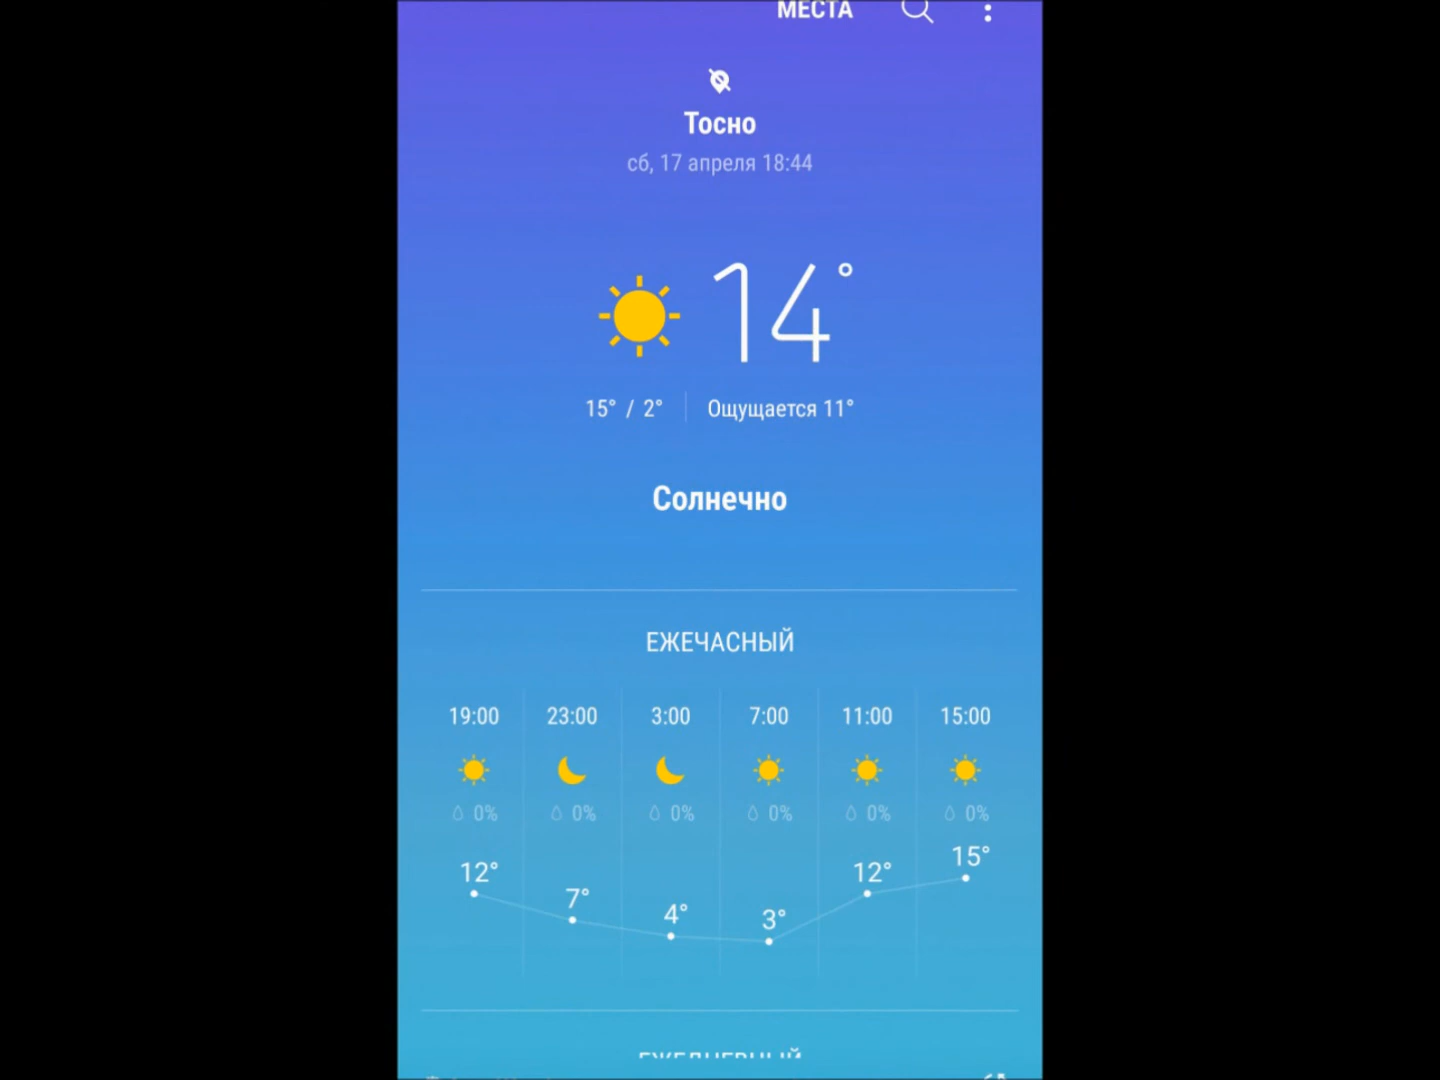 МЕСТА
Тосно
сб, 17 апреля 18:44
14°
15° / 2° Ощущается 11°
Солнечно
ЕЖЕЧАСНЫЙ
19:00 23:00 3:00 7:00 11:00 15:00
0% 0% 0% 0% 0% 0%
12° 7° 4° 3° 12° 15°
ЕЖЕДНЕВНЫЙ